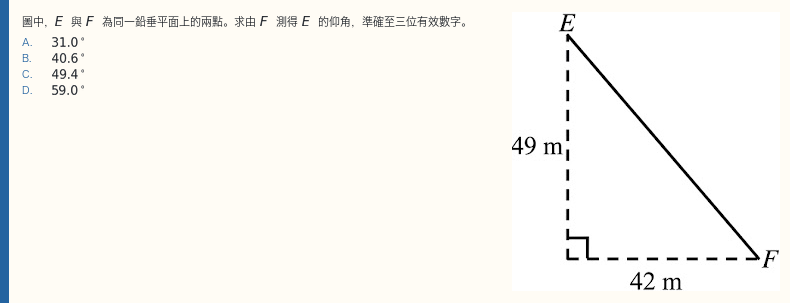 圖中，E 與 F 為同一鉛垂平面上的兩點。求由 F 測得 E 的仰角，準確至三位有效數字。
A. 31.0°
B. 40.6°
C. 49.4°
D. 59.0°
E
49 m
F
42 m